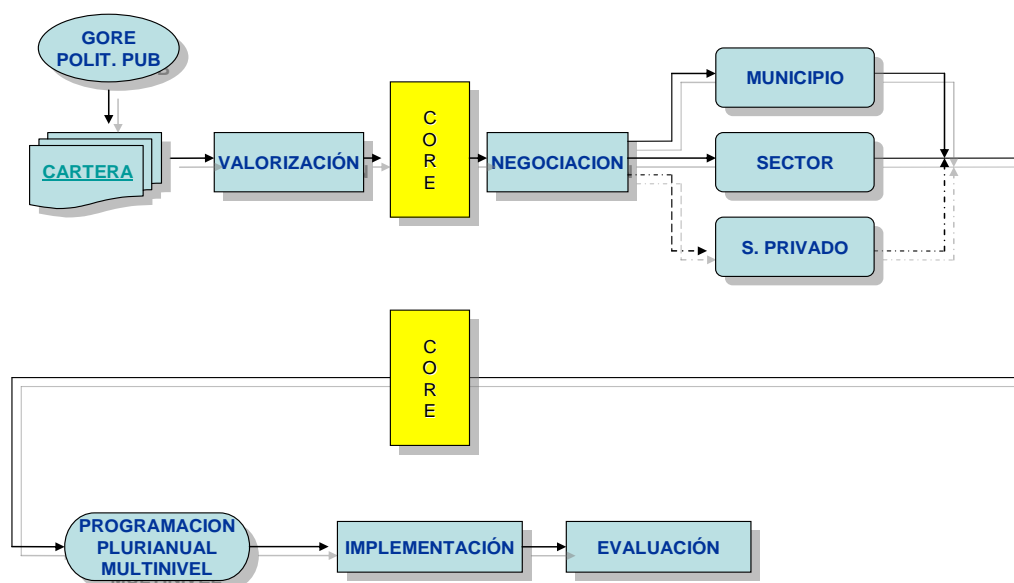 GORE
POLIT. PUB
CARTERA
VALORIZACIÓN
C
O
R
E
NEGOCIACION
MUNICIPIO
SECTOR
S. PRIVADO
C
O
R
E
PROGRAMACION
PLURIANUAL
MULTINIVEL
IMPLEMENTACIÓN
EVALUACIÓN